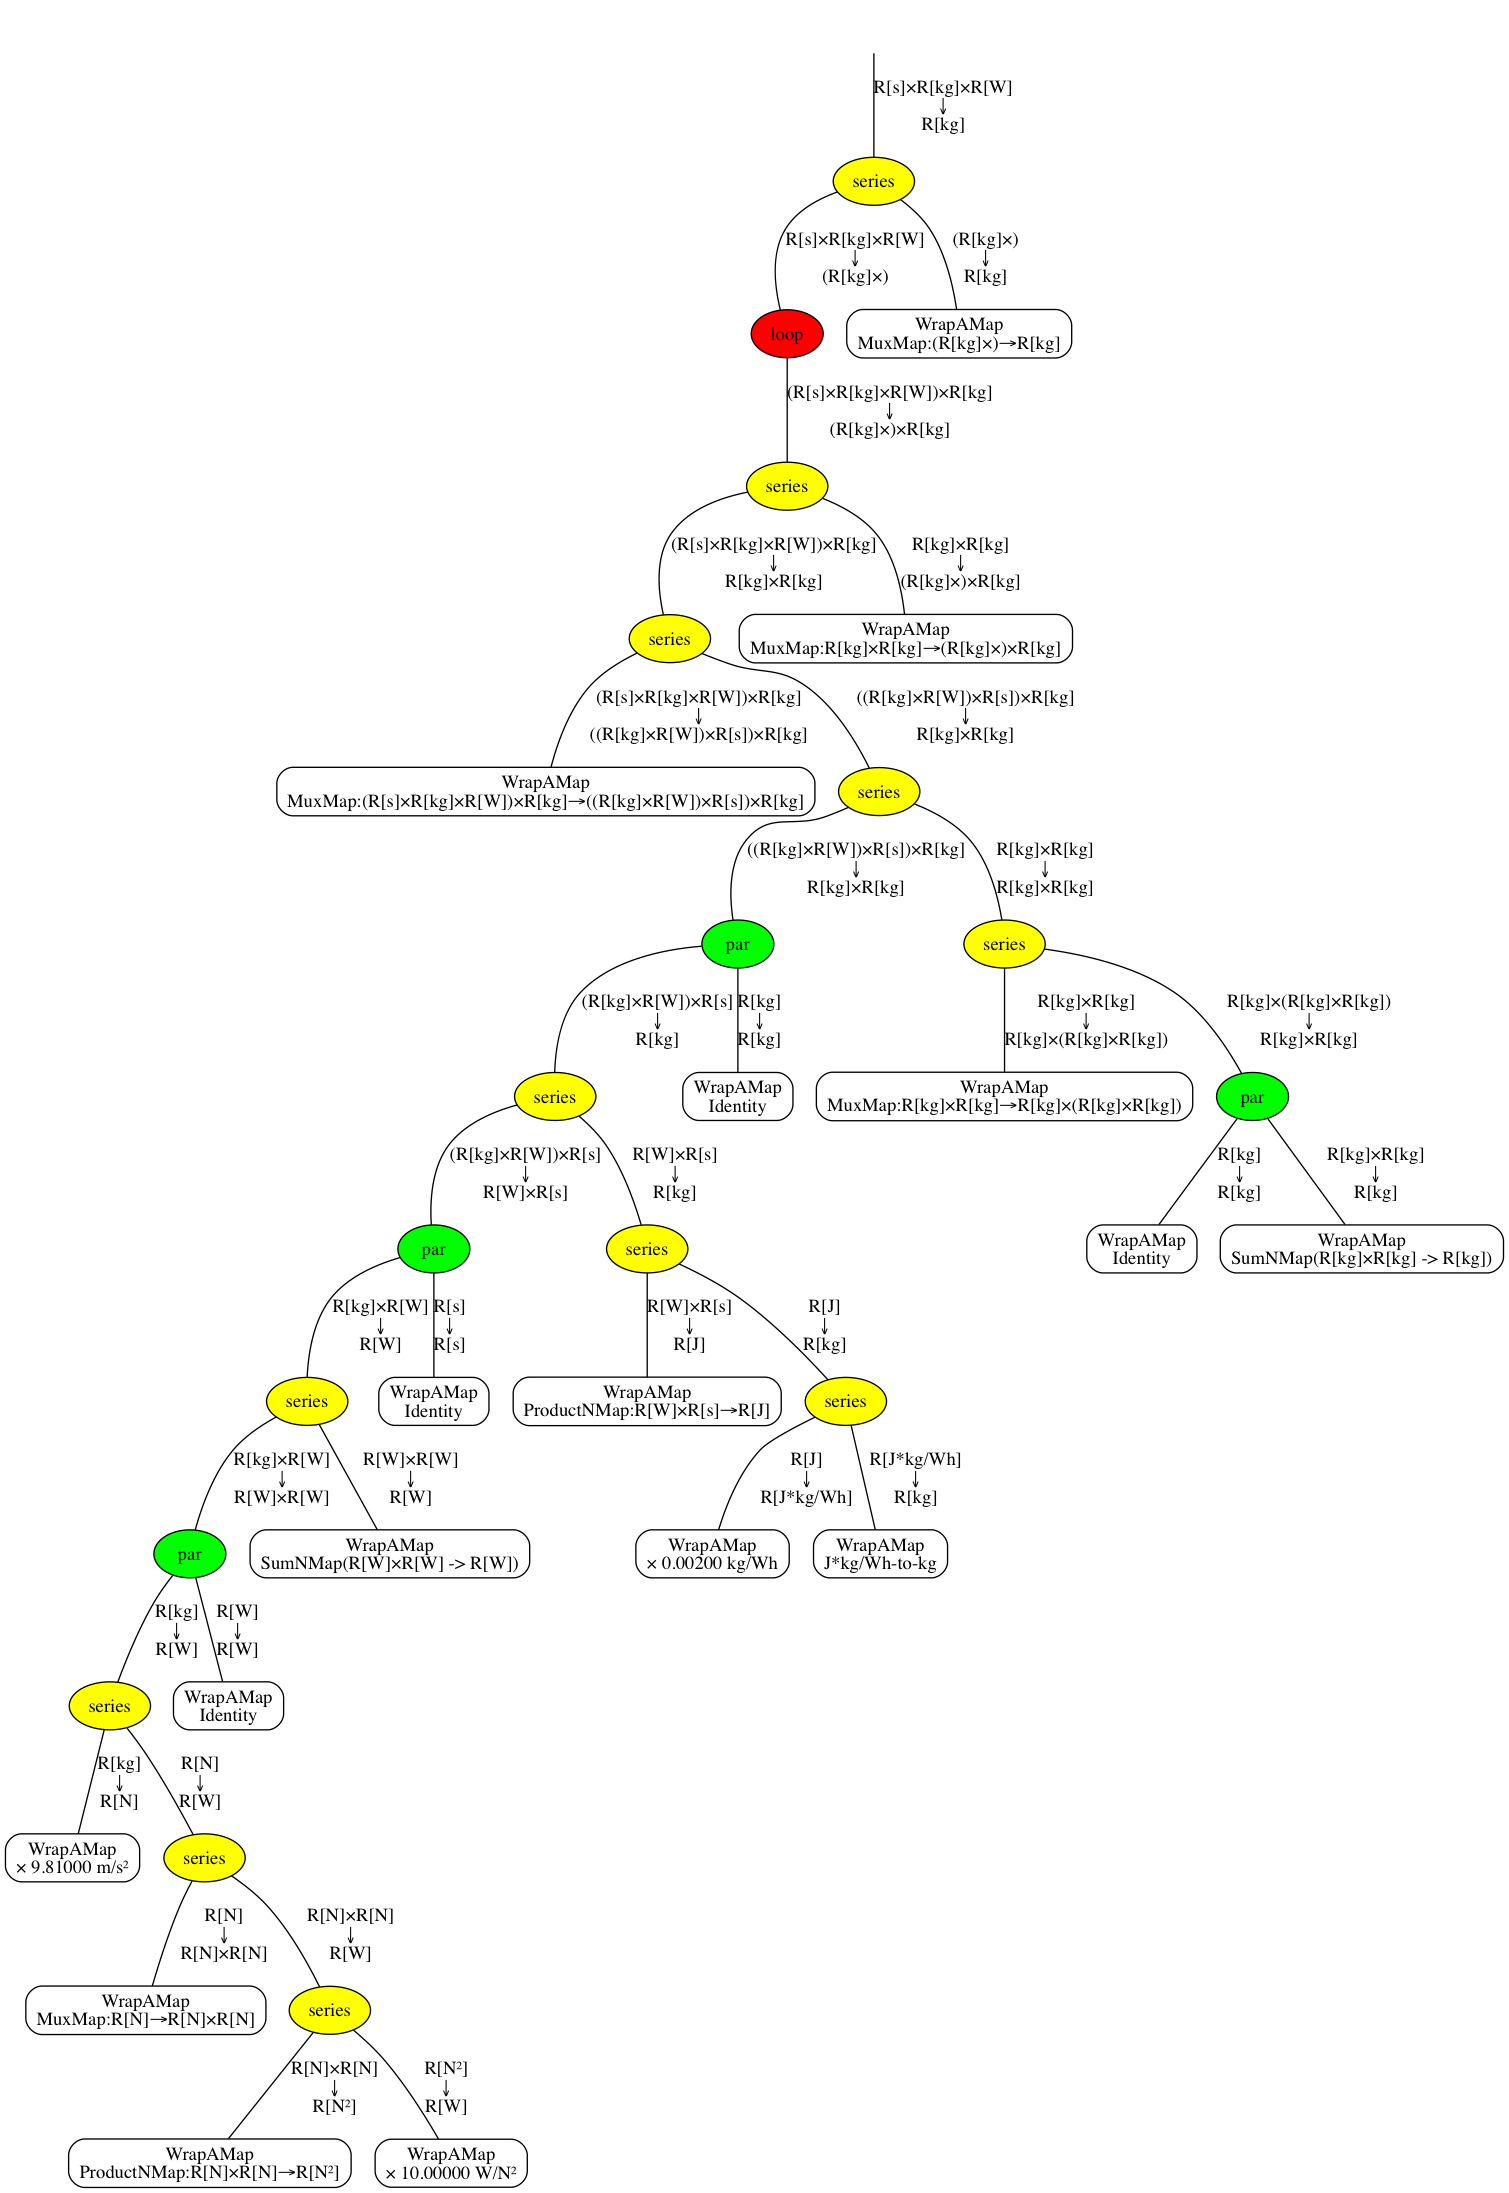 R[s]×R[kg]×R[W]
↓
R[kg]
series
R[s]×R[kg]×R[W]
↓
(R[kg]×)
(R[kg]×)
↓
R[kg]
loop
WrapAMap
MuxMap:(R[kg]×)→R[kg]
(R[s]×R[kg]×R[W])×R[kg]
↓
(R[kg]×)×R[kg]
series
(R[s]×R[kg]×R[W])×R[kg]
↓
R[kg]×R[kg]
R[kg]×R[kg]
↓
(R[kg]×)×R[kg]
series
WrapAMap
MuxMap:R[kg]×R[kg]→(R[kg]×)×R[kg]
(R[s]×R[kg]×R[W])×R[kg]
↓
((R[kg]×R[W])×R[s])×R[kg]
((R[kg]×R[W])×R[s])×R[kg]
↓
R[kg]×R[kg]
WrapAMap
MuxMap:(R[s]×R[kg]×R[W])×R[kg]→((R[kg]×R[W])×R[s])×R[kg]
series
((R[kg]×R[W])×R[s])×R[kg]
↓
R[kg]×R[kg]
R[kg]×R[kg]
↓
R[kg]×R[kg]
par
series
(R[kg]×R[W])×R[s]
↓
R[kg]
R[kg]
↓
R[kg]
R[kg]×R[kg]
↓
R[kg]×(R[kg]×R[kg])
R[kg]×(R[kg]×R[kg])
↓
R[kg]×R[kg]
series
WrapAMap
Identity
WrapAMap
MuxMap:R[kg]×R[kg]→R[kg]×(R[kg]×R[kg])
par
(R[kg]×R[W])×R[s]
↓
R[W]×R[s]
R[W]×R[s]
↓
R[kg]
R[kg]
↓
R[kg]
R[kg]×R[kg]
↓
R[kg]
par
series
WrapAMap
Identity
WrapAMap
SumNMap(R[kg]×R[kg] -> R[kg])
R[kg]×R[W]
↓
R[W]
R[s]
↓
R[s]
R[W]×R[s]
↓
R[J]
R[J]
↓
R[kg]
series
WrapAMap
Identity
WrapAMap
ProductNMap:R[W]×R[s]→R[J]
series
R[kg]×R[W]
↓
R[W]×R[W]
R[W]×R[W]
↓
R[W]
R[J]
↓
R[J*kg/Wh]
R[J*kg/Wh]
↓
R[kg]
par
WrapAMap
SumNMap(R[W]×R[W] -> R[W])
WrapAMap
× 0.00200 kg/Wh
WrapAMap
J*kg/Wh-to-kg
R[kg]
↓
R[W]
R[W]
↓
R[W]
series
WrapAMap
Identity
R[kg]
↓
R[N]
R[N]
↓
R[W]
WrapAMap
× 9.81000 m/s²
series
R[N]
↓
R[N]×R[N]
R[N]×R[N]
↓
R[W]
WrapAMap
MuxMap:R[N]→R[N]×R[N]
series
R[N]×R[N]
↓
R[N²]
R[N²]
↓
R[W]
WrapAMap
ProductNMap:R[N]×R[N]→R[N²]
WrapAMap
× 10.00000 W/N²